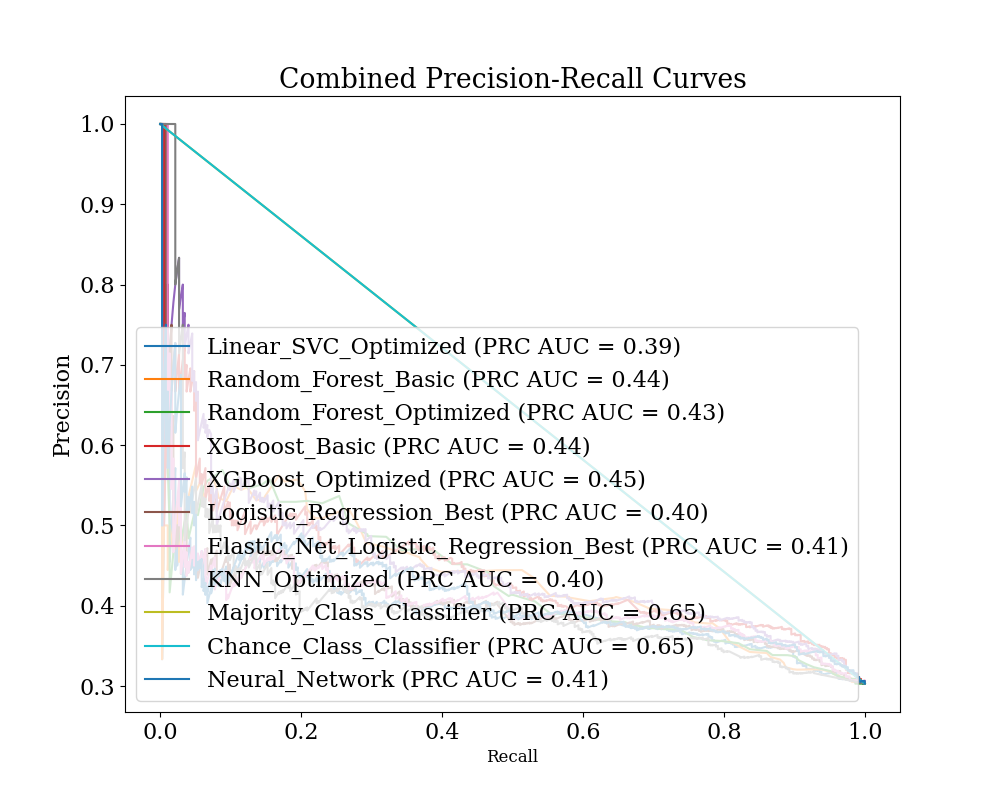 Combined Precision-Recall Curves
Precision
1.0
0.9
0.8
0.7
0.6
0.5
0.4
0.3
Linear_SVC_Optimized (PRC AUC = 0.39)
Random_Forest_Basic (PRC AUC = 0.44)
Random_Forest_Optimized (PRC AUC = 0.43)
XGBoost_Basic (PRC AUC = 0.44)
XGBoost_Optimized (PRC AUC = 0.45)
Logistic_Regression_Best (PRC AUC = 0.40)
Elastic_Net_Logistic_Regression_Best (PRC AUC = 0.41)
KNN_Optimized (PRC AUC = 0.40)
Majority_Class_Classifier (PRC AUC = 0.65)
Chance_Class_Classifier (PRC AUC = 0.65)
Neural_Network (PRC AUC = 0.41)
0.0 0.2 0.4 0.6 0.8 1.0
Recall